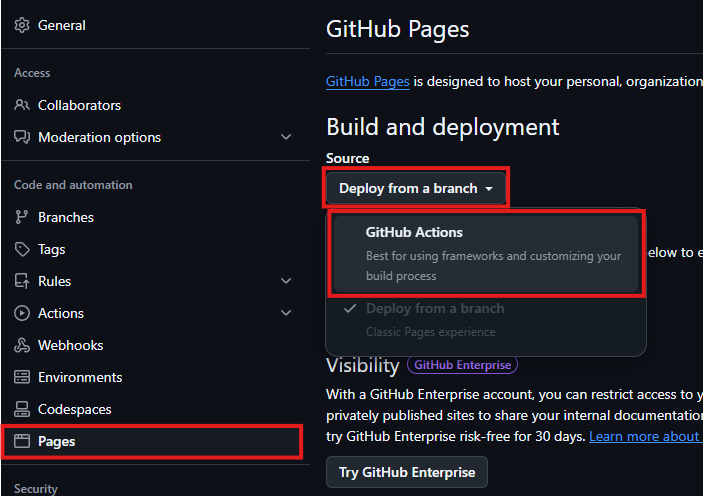 General
Access
Collaborators
Moderation options
Code and automation
Branches
Tags
Rules
Actions
Webhooks
Environments
Codespaces
Pages
Security
GitHub Pages
GitHub Pages is designed to host your personal, organization
Build and deployment
Source
Deploy from a branch
GitHub Actions
Best for using frameworks and customizing your
build process
elow to e
Deploy from a branch
Classic Pages experience
Visibility GitHub Enterprise
With a GitHub Enterprise account, you can restrict access to y
privately published sites to share your internal documentation
try GitHub Enterprise risk-free for 30 days. Learn more about
Try GitHub Enterprise